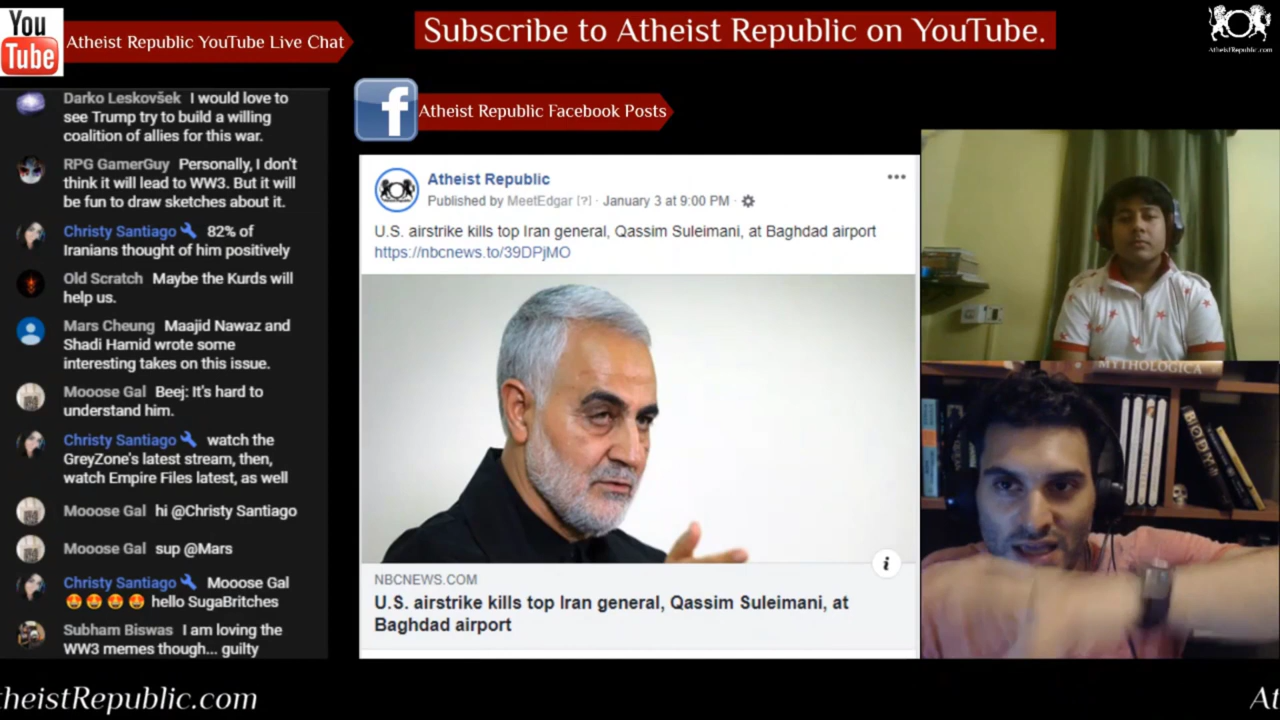 You
Tube
Atheist Republic YouTube Live Chat
Subscribe to Atheist Republic on YouTube.
AtheistRepublic.com
Darko Leskovšek I would love to
see Trump try to build a willing
coalition of allies for this war.
RPG GamerGuy Personally, I don't
think it will lead to WW3. But it will
be fun to draw sketches about it.
Christy Santiago 82% of
Iranians thought of him positively
Old Scratch Maybe the Kurds will
help us.
Mars Cheung Maajid Nawaz and
Shadi Hamid wrote some
interesting takes on this issue.
Mooose Gal Beej: It's hard to
understand him.
Christy Santiago watch the
GreyZone's latest stream, then,
watch Empire Files latest, as well
Mooose Gal hi @Christy Santiago
Mooose Gal sup @Mars
Christy Santiago Mooose Gal
🤩🤩🤩🤩 hello SugaBritches
Subham Biswas I am loving the
WW3 memes though... guilty
f
Atheist Republic Facebook Posts
Atheist Republic
Published by MeetEdgar [?] · January 3 at 9:00 PM ·
U.S. airstrike kills top Iran general, Qassim Suleimani, at Baghdad airport
https://nbcnews.to/39DPjMO
i
NBCNEWS.COM
U.S. airstrike kills top Iran general, Qassim Suleimani, at
Baghdad airport
MYTHOLOGICA
theistRepublic.com
At